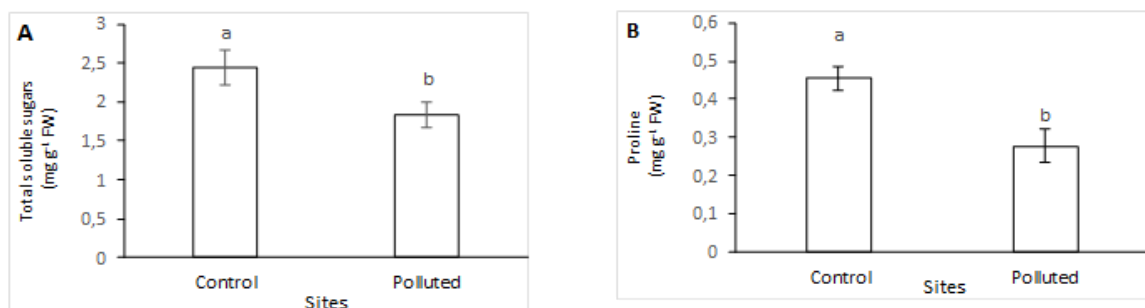 A
Total soluble sugars
(mg g⁻¹ FW)
3
2,5
2
1,5
1
0,5
0
a
b
Control
Polluted
Sites
B
Proline
(mg g⁻¹ FW)
0,6
0,5
0,4
0,3
0,2
0,1
0
a
b
Control
Polluted
Sites